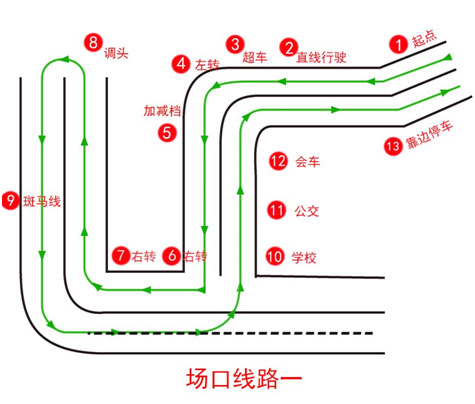 8 调头
4 左转
3 超车
2 直线行驶
1 起点
加减档
5
13 靠边停车
12 会车
9 斑马线
11 公交
7 右转
6 右转
10 学校
场口线路一